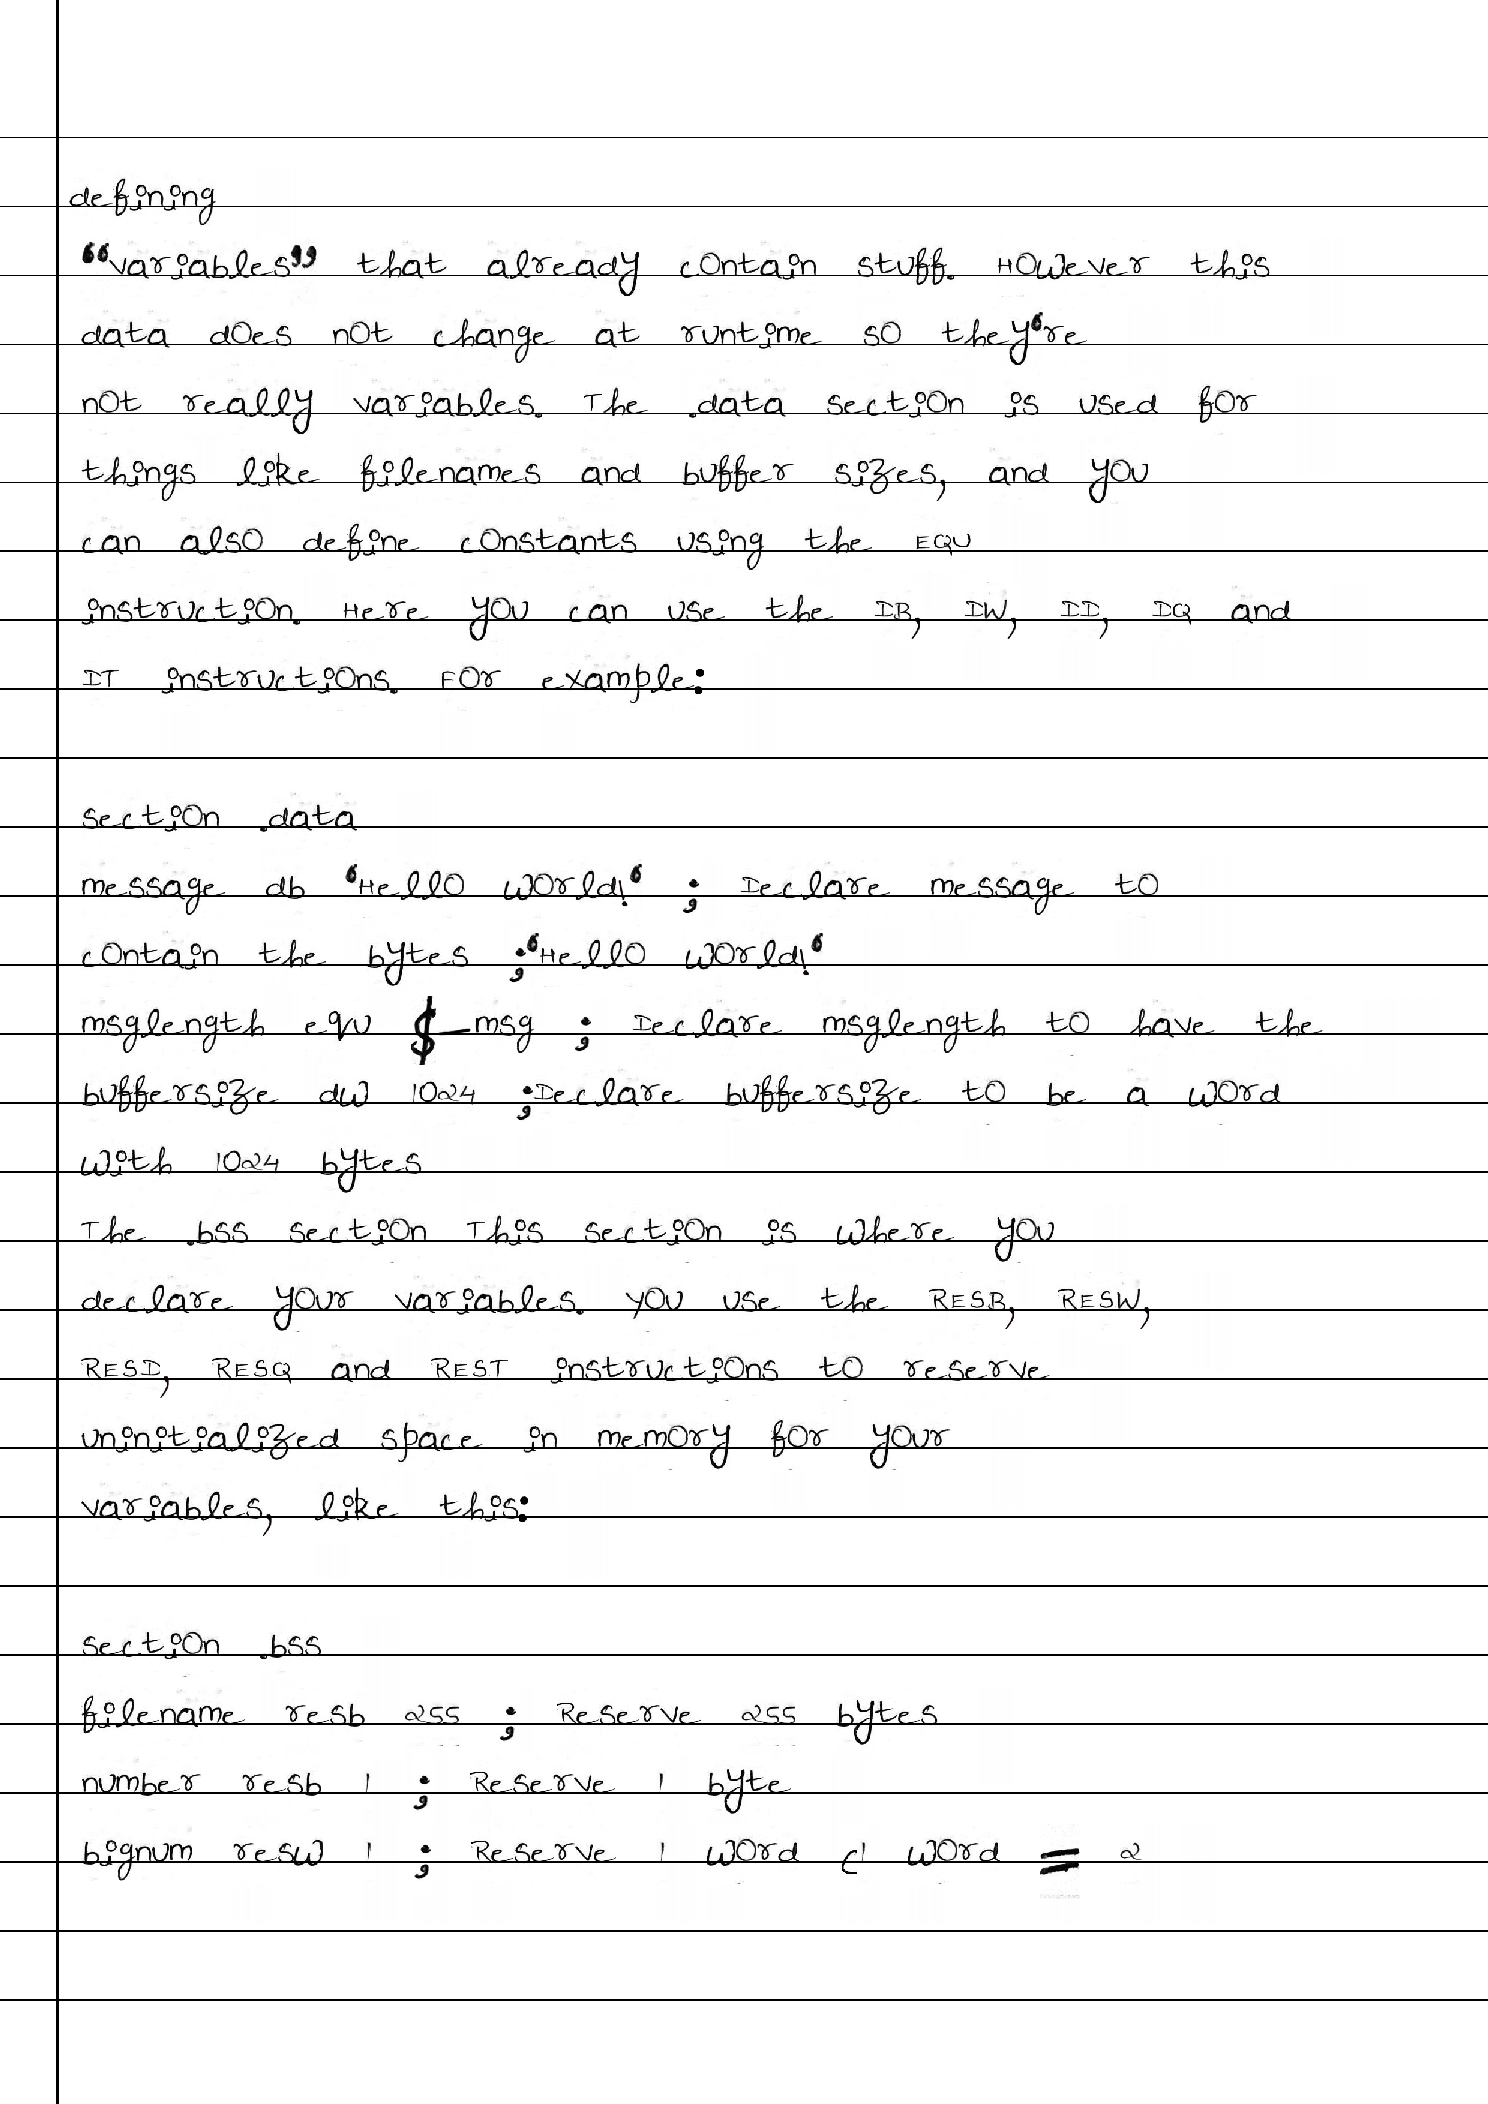 defining
“variables” that already contain stuff. However this
data does not change at runtime so they‘re
not really variables. The .data section is used for
things like filenames and buffer sizes, and you
can also define constants using the EQU
instruction. Here you can use the DB, DW, DD, DQ and
DT instructions. For example:
section .data
message db ‘Hello world!‘ ; Declare message to
contain the bytes ;‘Hello world!‘
msglength equ $-msg ; Declare msglength to have the
buffersize dw 1024 ;Declare buffersize to be a word
with 1024 bytes
The .bss section This section is where you
declare your variables. You use the RESB, RESW,
RESD, RESQ and REST instructions to reserve
uninitialized space in memory for your
variables, like this:
section .bss
filename resb 255 ; Reserve 255 bytes
number resb 1 ; Reserve 1 byte
bignum resw 1 ; Reserve 1 word (1 word = 2